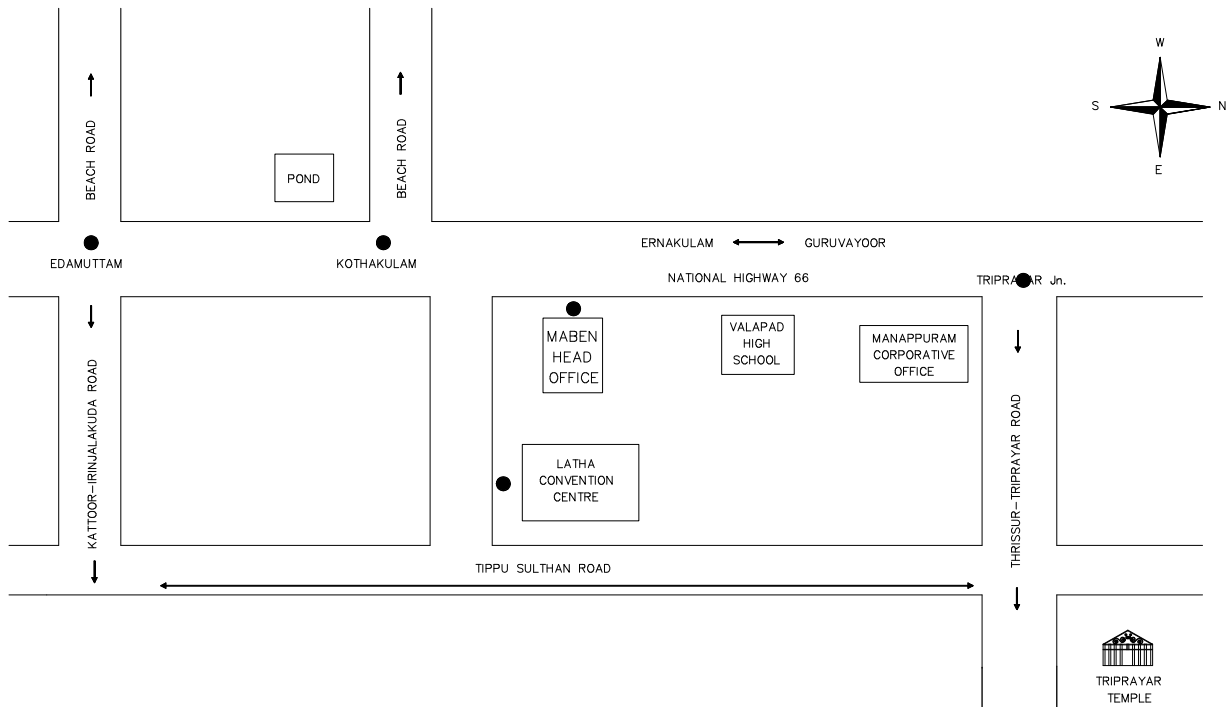 W
S
N
E
BEACH ROAD
BEACH ROAD
POND
ERNAKULAM
GURUVAYOOR
EDAMUTTAM
KOTHAKULAM
NATIONAL HIGHWAY 66
TRIPRAYAR Jn.
MABEN
HEAD
OFFICE
VALAPAD
HIGH
SCHOOL
MANAPPURAM
CORPORATIVE
OFFICE
KATTOOR-IRINJALAKUDA ROAD
LATHA
CONVENTION
CENTRE
THRISSUR-TRIPRAYAR ROAD
TIPPU SULTHAN ROAD
TRIPRAYAR
TEMPLE